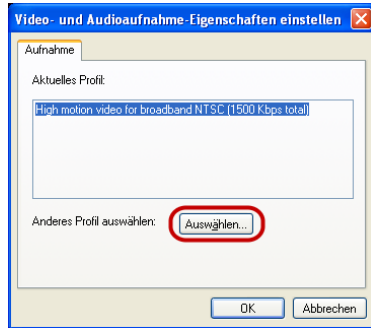 Video- und Audioaufnahme-Eigenschaften einstellen
Aufnahme
Aktuelles Profil:
High motion video for broadband NTSC (1500 Kbps total)
Anderes Profil auswählen: Auswählen...
OK Abbrechen